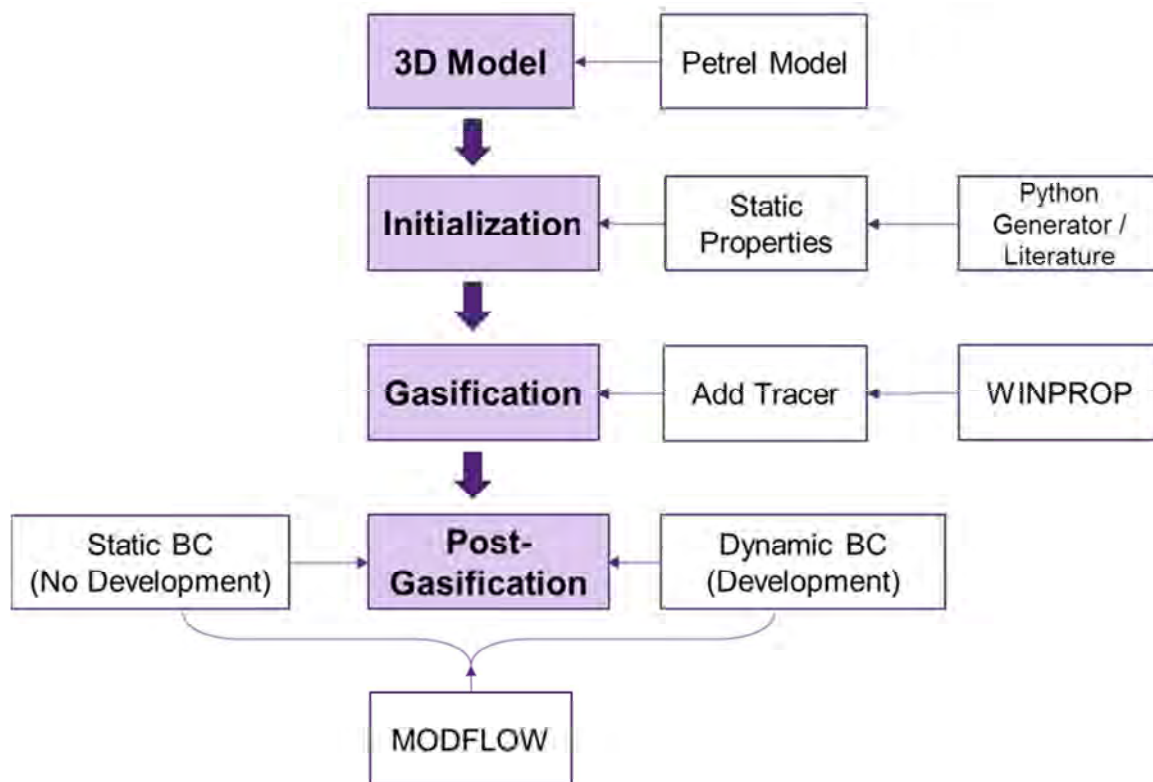 3D Model
Petrel Model
Initialization
Static
Properties
Python
Generator /
Literature
Gasification
Add Tracer
WINPROP
Static BC
(No Development)
Post-
Gasification
Dynamic BC
(Development)
MODFLOW